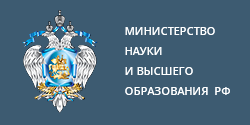 МИНИСТЕРСТВО
НАУКИ
И ВЫСШЕГО
ОБРАЗОВАНИЯ РФ